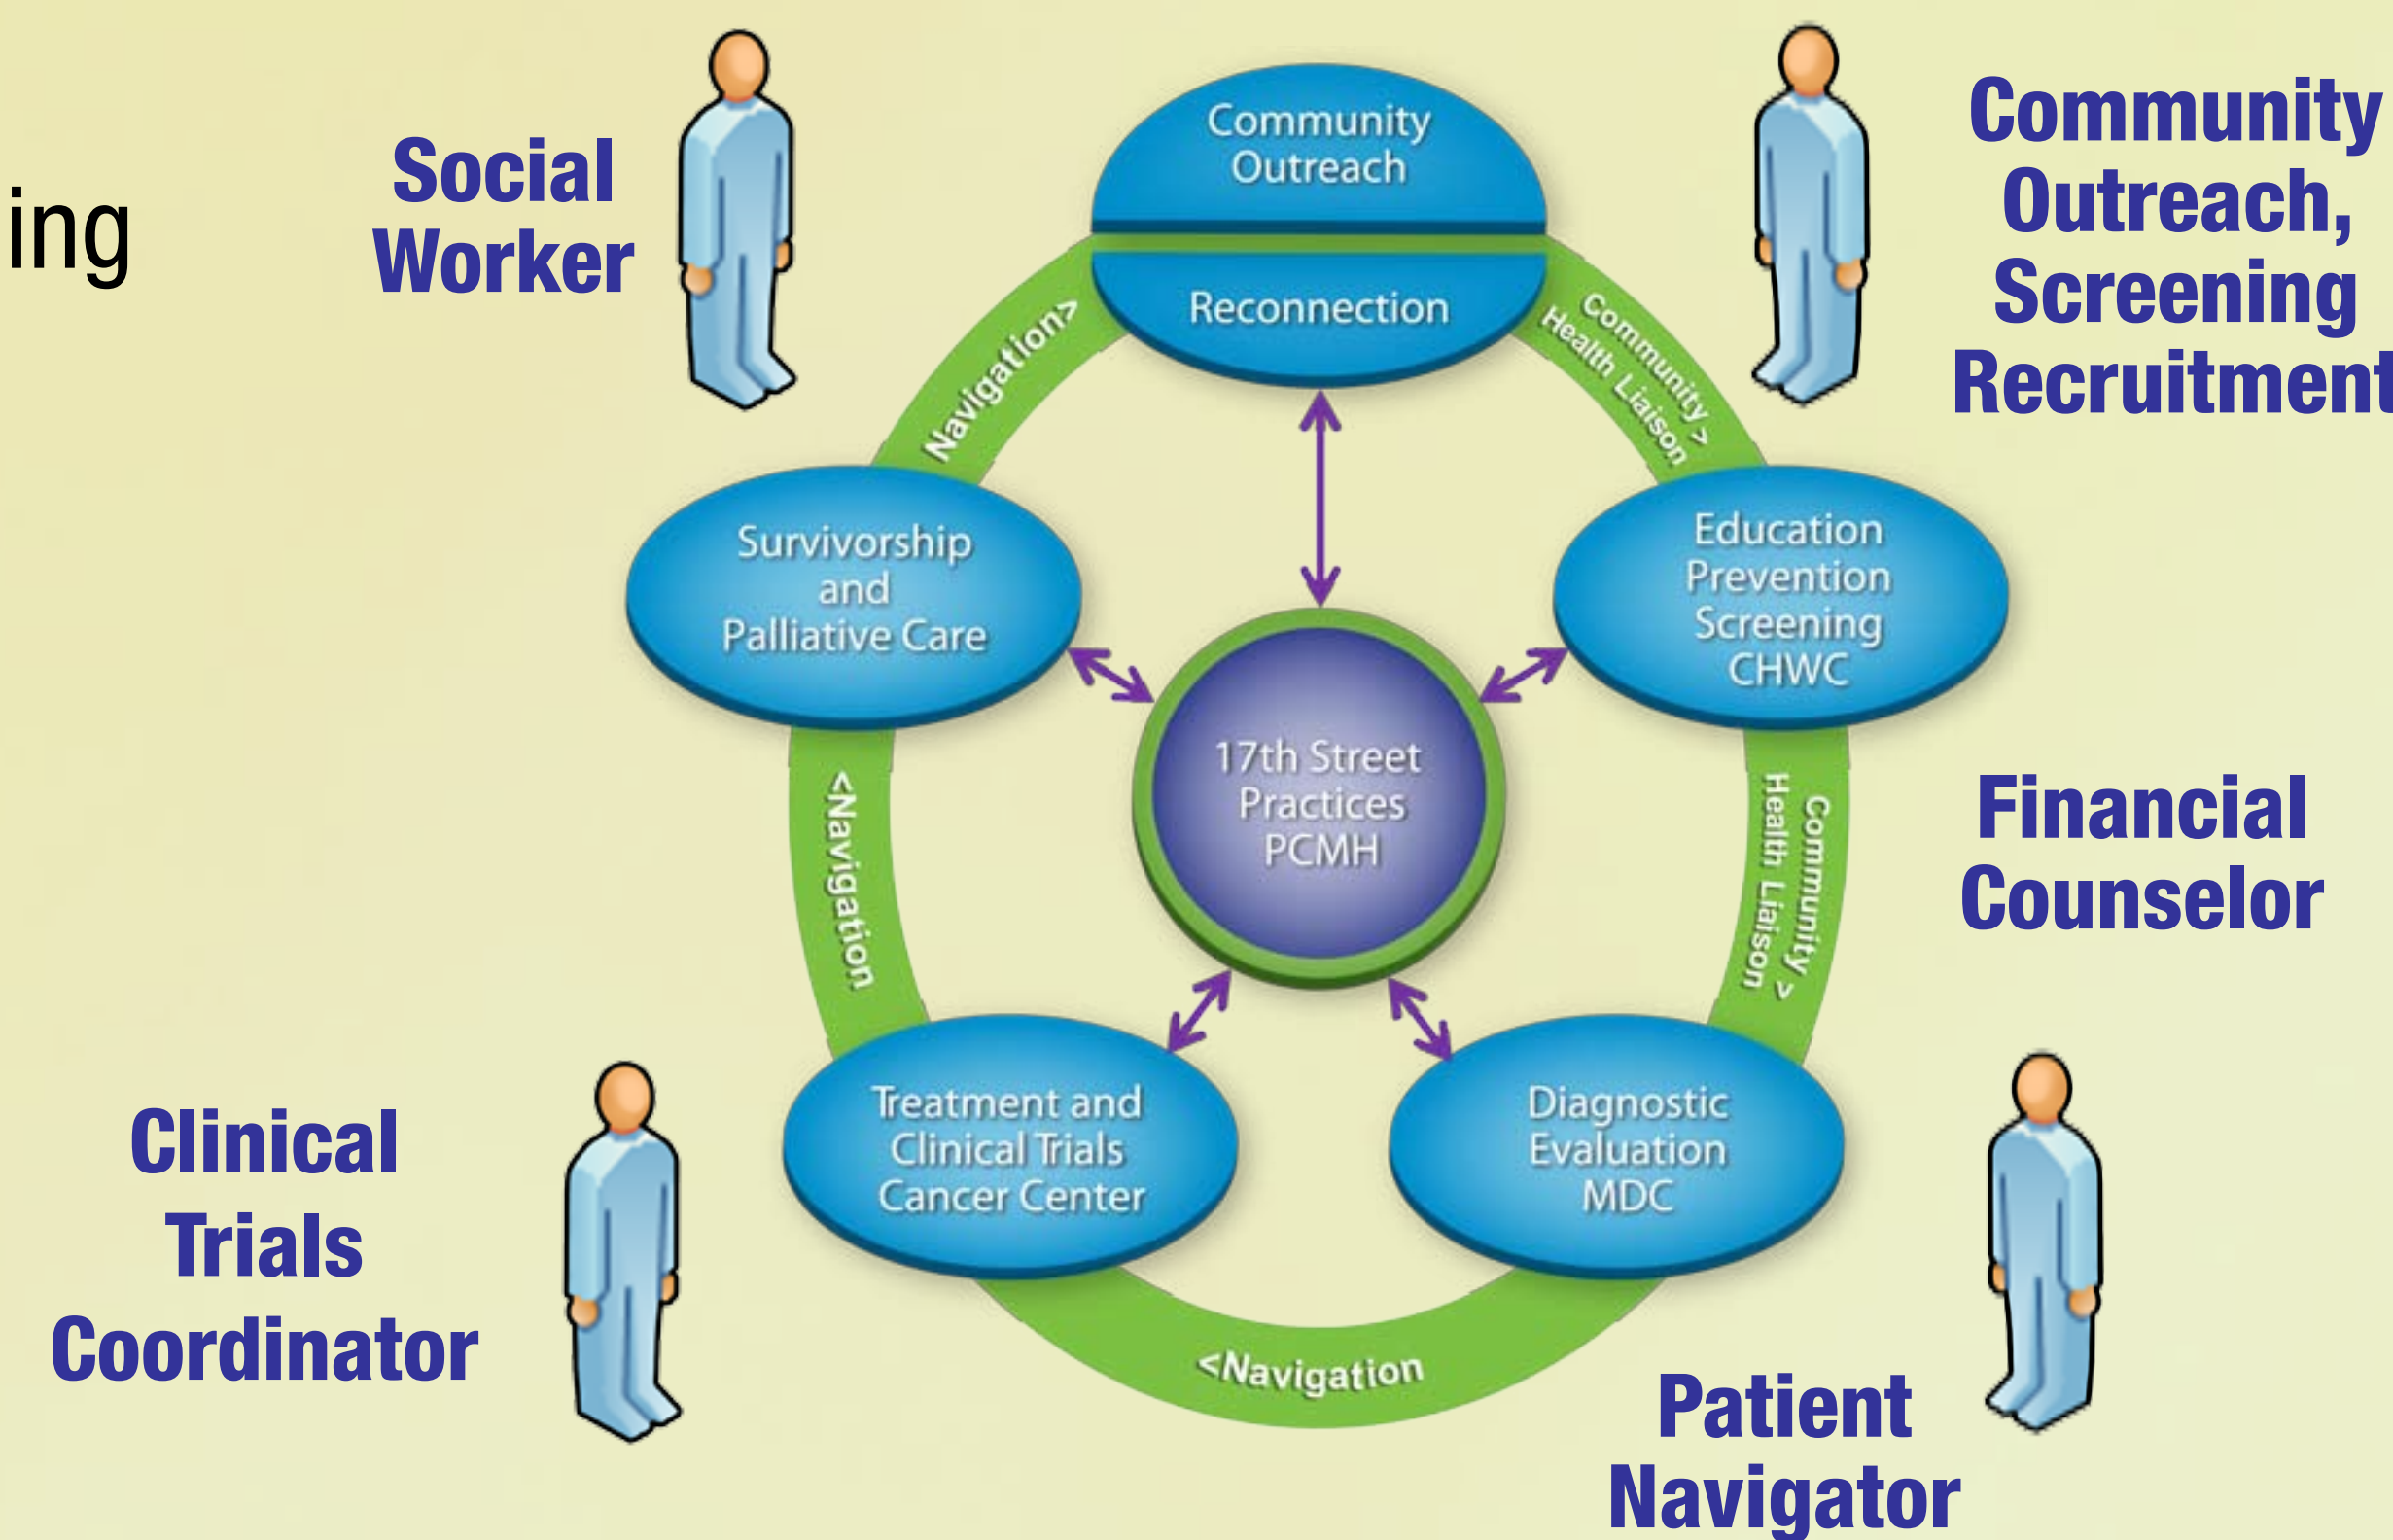 ing
Social
Worker
Community
Outreach
Reconnection
Community
Outreach,
Screening
Recruitment
Navigation>
Community >
Health Liaison
Survivorship
and
Palliative Care
Education
Prevention
Screening
CHWC
17th Street
Practices
PCMH
<Navigation
Community >
Health Liaison
Financial
Counselor
Treatment and
Clinical Trials
Cancer Center
Diagnostic
Evaluation
MDC
Clinical
Trials
Coordinator
<Navigation
Patient
Navigator